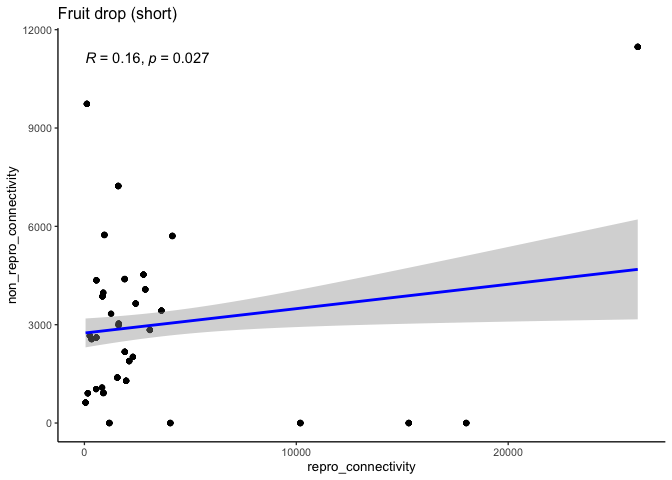 Fruit drop (short)
R = 0.16, p = 0.027
12000
9000
6000
3000
0
non_repro_connectivity
0 10000 20000
repro_connectivity